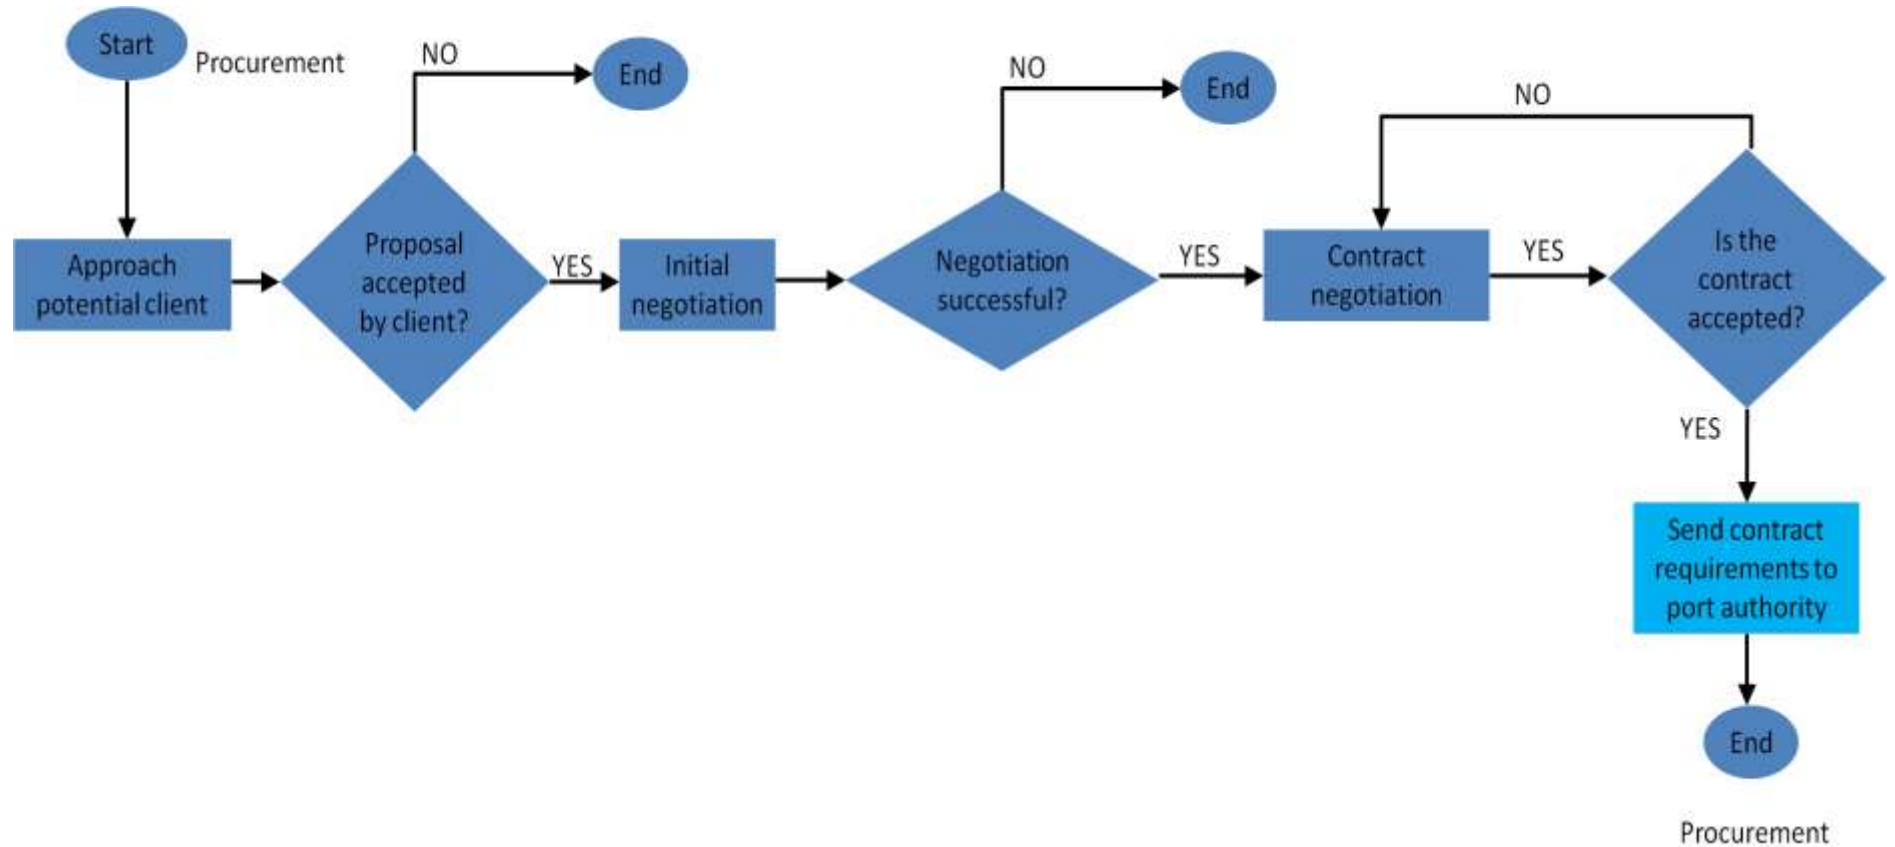 Start
Procurement
NO
End
NO
End
NO
Approach
potential client
Proposal
accepted
by client?
YES
Initial
negotiation
Negotiation
successful?
YES
Contract
negotiation
YES
Is the
contract
accepted?
YES
Send contract
requirements to
port authority
End
Procurement